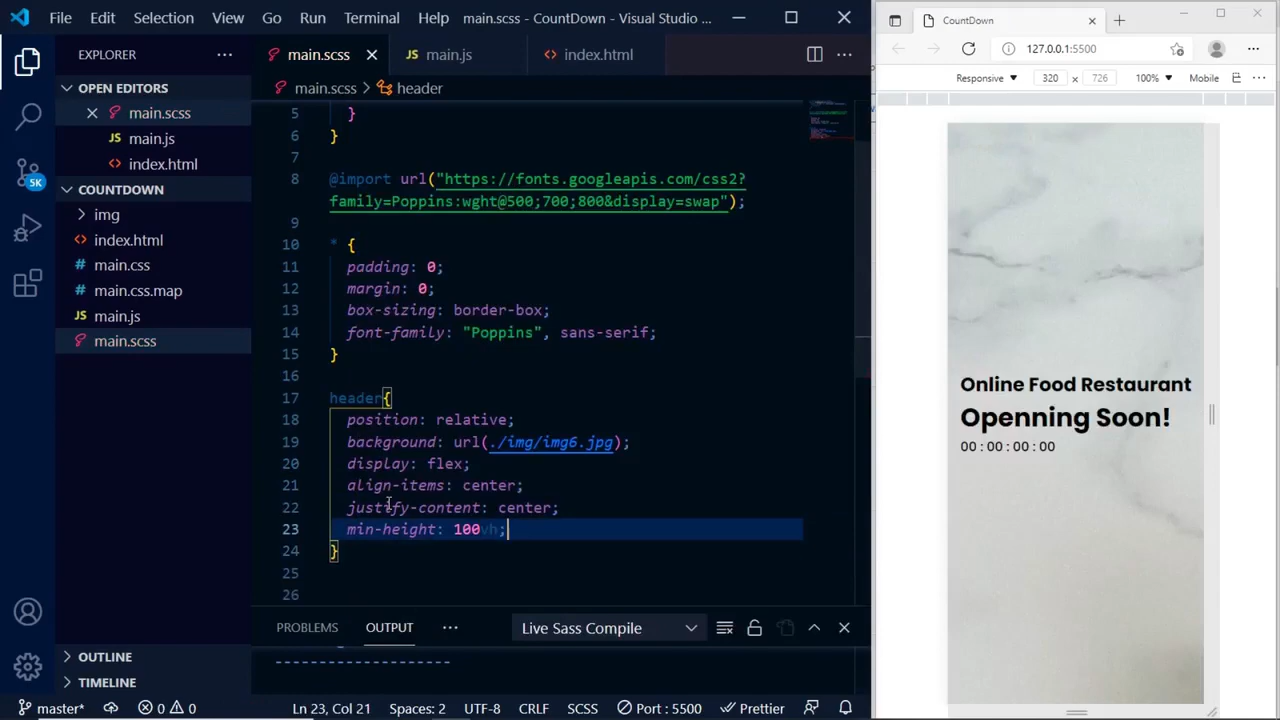 File Edit Selection View Go Run Terminal Help main.scss - CountDown - Visual Studio ...
EXPLORER
OPEN EDITORS
main.scss
main.js
index.html
COUNTDOWN
img
index.html
main.css
main.css.map
main.js
main.scss
OUTLINE
TIMELINE
5K
main.scss main.js index.html
main.scss > header
5 }
6 }
7
8 @import url("https://fonts.googleapis.com/css2?
family=Poppins:wght@500;700;800&display=swap");
9
10 * {
11 padding: 0;
12 margin: 0;
13 box-sizing: border-box;
14 font-family: "Poppins", sans-serif;
15 }
16
17 header{
18 position: relative;
19 background: url(./img/img6.jpg);
20 display: flex;
21 align-items: center;
22 justify-content: center;
23 min-height: 100vh;
24 }
25
26
PROBLEMS OUTPUT ... Live Sass Compile
---------------------
master* 0 0 Ln 23, Col 21 Spaces: 2 UTF-8 CRLF SCSS Port : 5500 Prettier
CountDown
127.0.0.1:5500
Responsive 320 x 726 100% Mobile
Online Food Restaurant
Openning Soon!
00 : 00 : 00 : 00